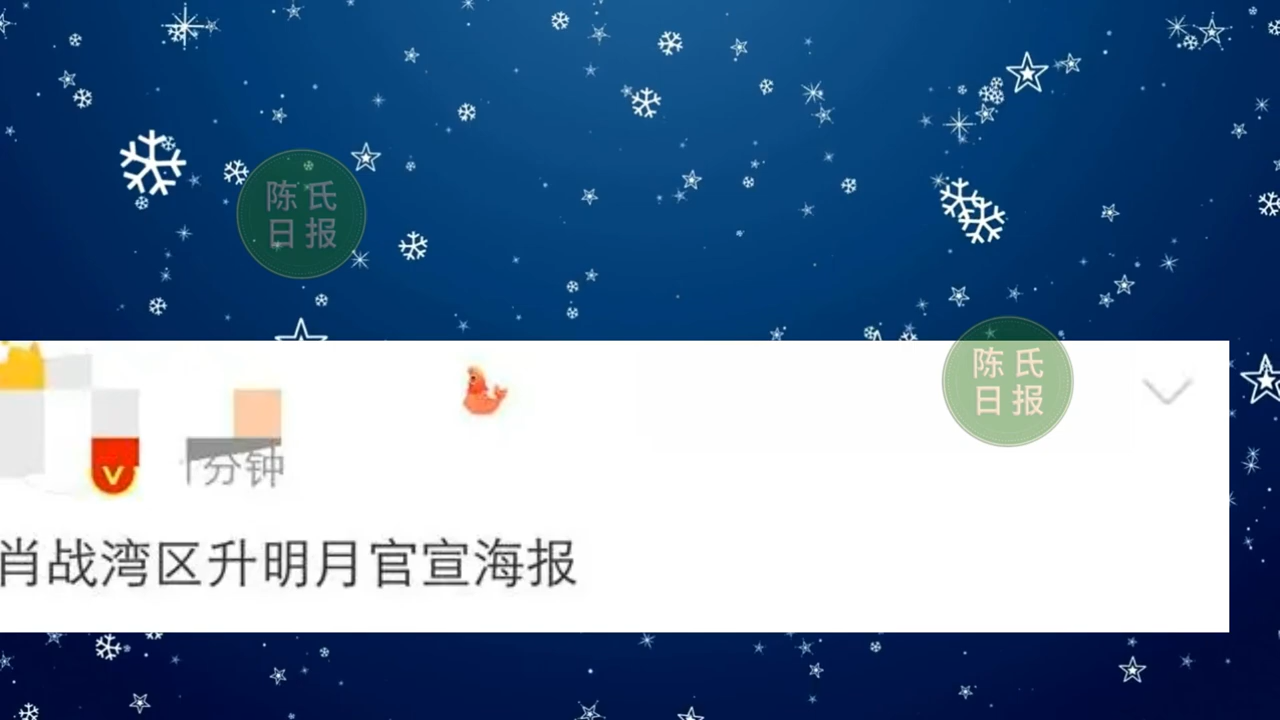 陈氏
日报
陈氏
日报
1分钟
肖战湾区升明月官宣海报